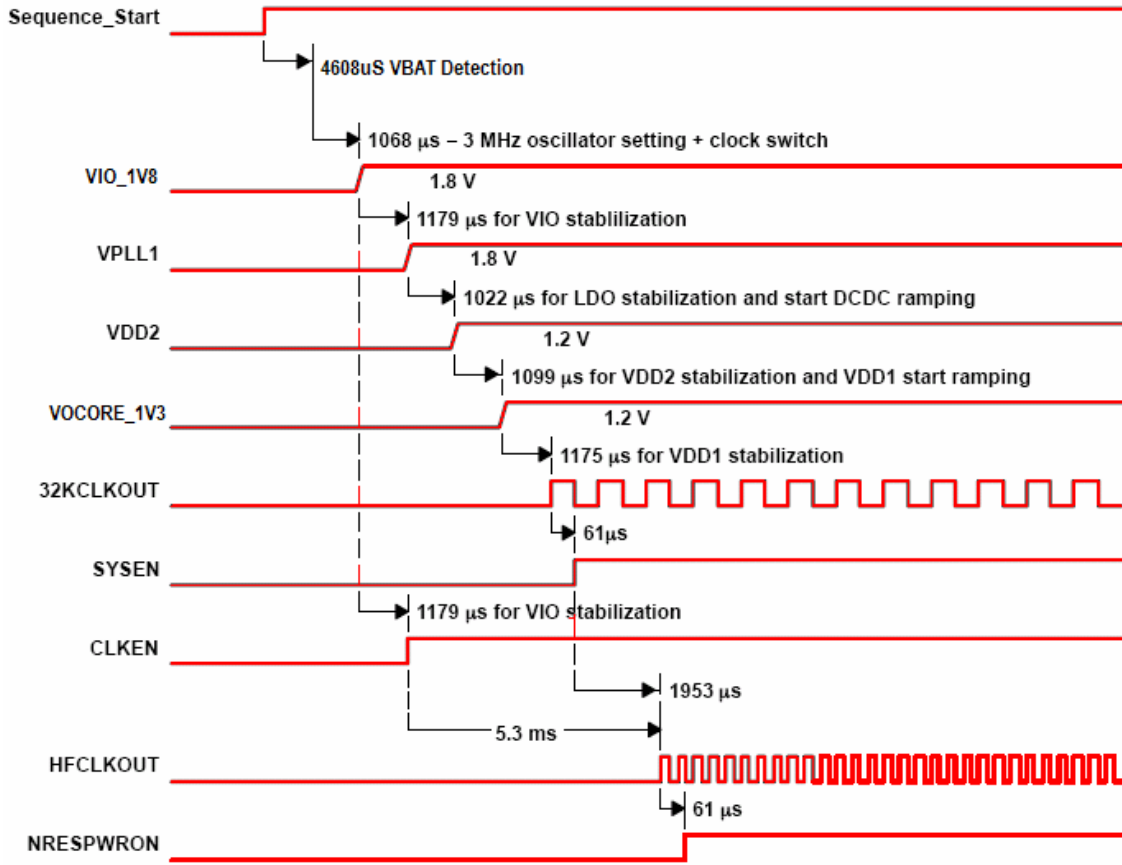 Sequence_Start
4608uS VBAT Detection
1068 μs – 3 MHz oscillator setting + clock switch
VIO_1V8
1.8 V
1179 μs for VIO stablilization
VPLL1
1.8 V
1022 μs for LDO stabilization and start DCDC ramping
VDD2
1.2 V
1099 μs for VDD2 stabilization and VDD1 start ramping
VOCORE_1V3
1.2 V
1175 μs for VDD1 stabilization
32KCLKOUT
61μs
SYSEN
1179 μs for VIO stabilization
CLKEN
1953 μs
5.3 ms
HFCLKOUT
61 μs
NRESPWRON